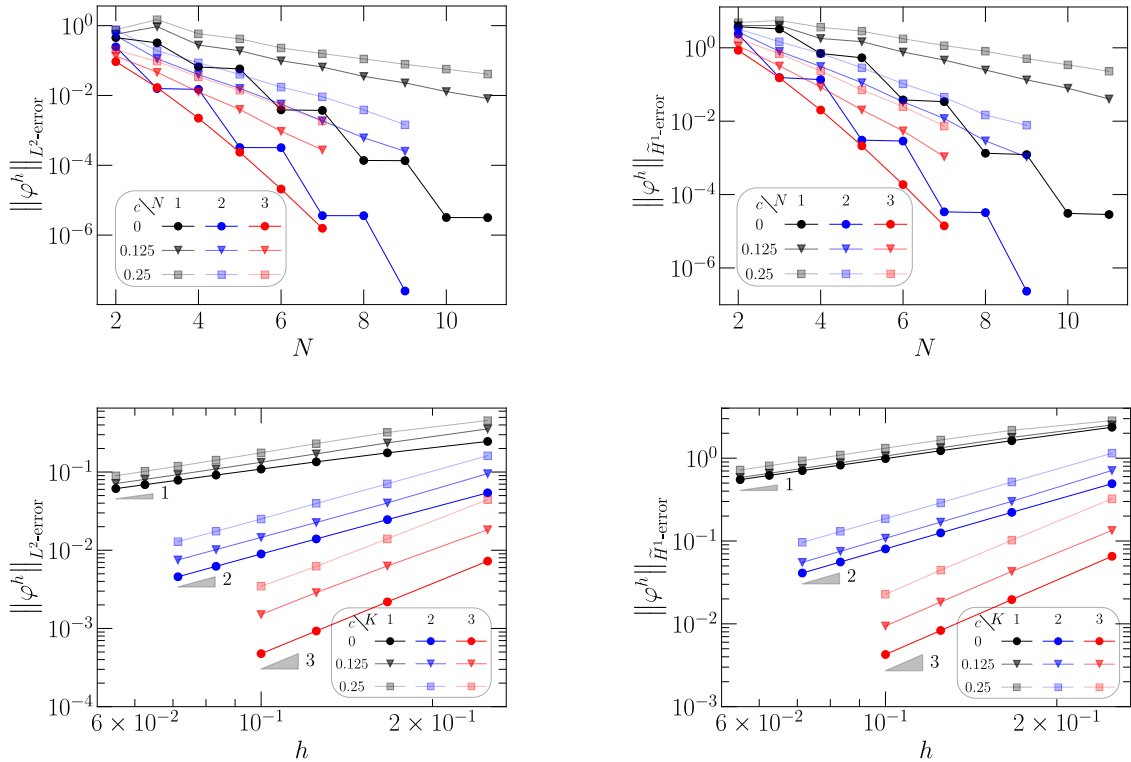 10^0
10^{-2}
10^{-4}
10^{-6}
||φ^h||_{L^2-error}
2 4 6 8 10
N
c\N 1 2 3
0
0.125
0.25
10^0
10^{-2}
10^{-4}
10^{-6}
||φ^h||_{H̃^1-error}
2 4 6 8 10
N
c\N 1 2 3
0
0.125
0.25
10^{-1}
10^{-2}
10^{-3}
10^{-4}
||φ^h||_{L^2-error}
1
2
3
6 × 10^{-2} 10^{-1} 2 × 10^{-1}
h
c\K 1 2 3
0
0.125
0.25
10^0
10^{-1}
10^{-2}
10^{-3}
||φ^h||_{H̃^1-error}
1
2
3
6 × 10^{-2} 10^{-1} 2 × 10^{-1}
h
c\K 1 2 3
0
0.125
0.25